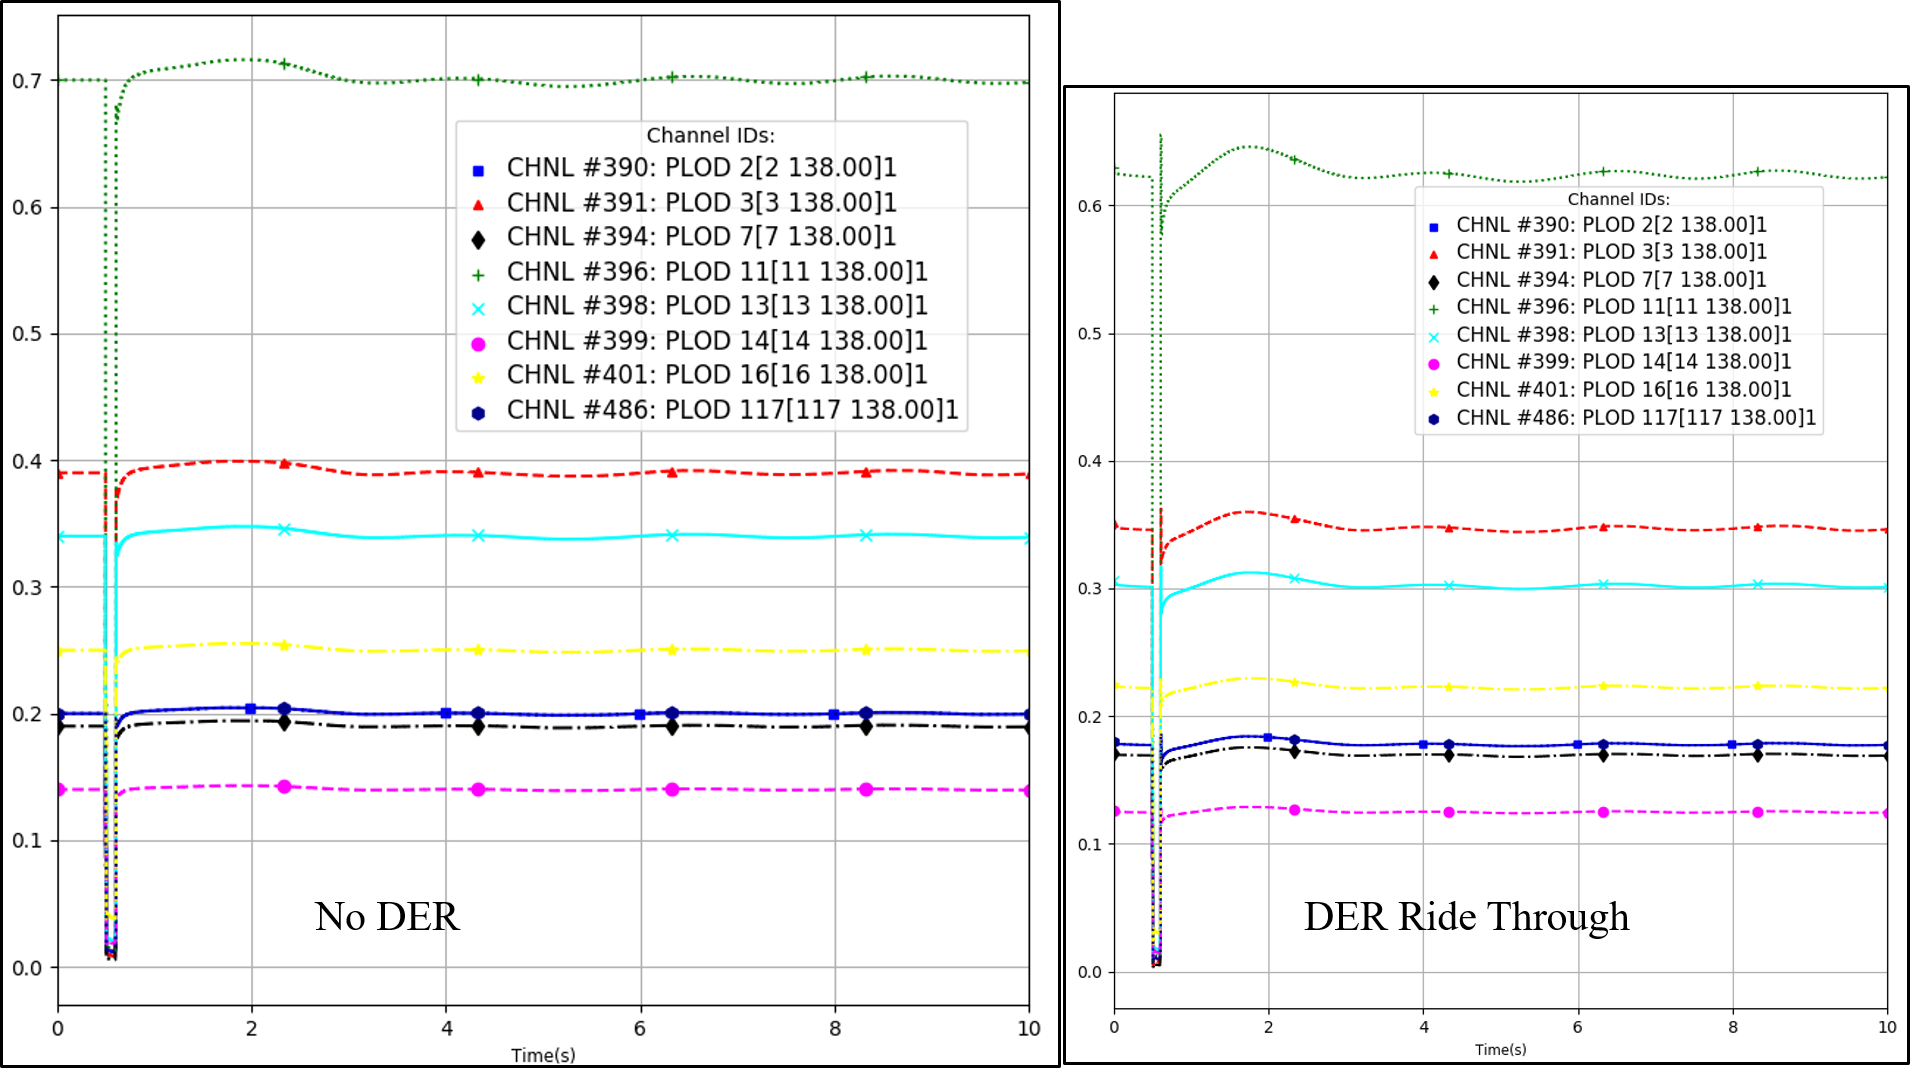 0.7
0.6
0.5
0.4
0.3
0.2
0.1
0.0
Channel IDs:
CHNL #390: PLOD 2[2 138.00]1
CHNL #391: PLOD 3[3 138.00]1
CHNL #394: PLOD 7[7 138.00]1
CHNL #396: PLOD 11[11 138.00]1
CHNL #398: PLOD 13[13 138.00]1
CHNL #399: PLOD 14[14 138.00]1
CHNL #401: PLOD 16[16 138.00]1
CHNL #486: PLOD 117[117 138.00]1
No DER
0 2 4 6 8 10
Time(s)
0.6
0.5
0.4
0.3
0.2
0.1
0.0
Channel IDs:
CHNL #390: PLOD 2[2 138.00]1
CHNL #391: PLOD 3[3 138.00]1
CHNL #394: PLOD 7[7 138.00]1
CHNL #396: PLOD 11[11 138.00]1
CHNL #398: PLOD 13[13 138.00]1
CHNL #399: PLOD 14[14 138.00]1
CHNL #401: PLOD 16[16 138.00]1
CHNL #486: PLOD 117[117 138.00]1
DER Ride Through
0 2 4 6 8 10
Time(s)